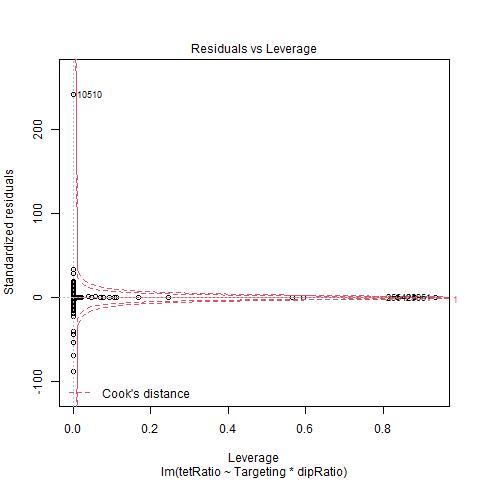 Residuals vs Leverage
Standardized residuals
200
100
0
-100
10510
1
Cook's distance
0.0
0.2
0.4
0.6
0.8
Leverage
lm(tetRatio ~ Targeting * dipRatio)